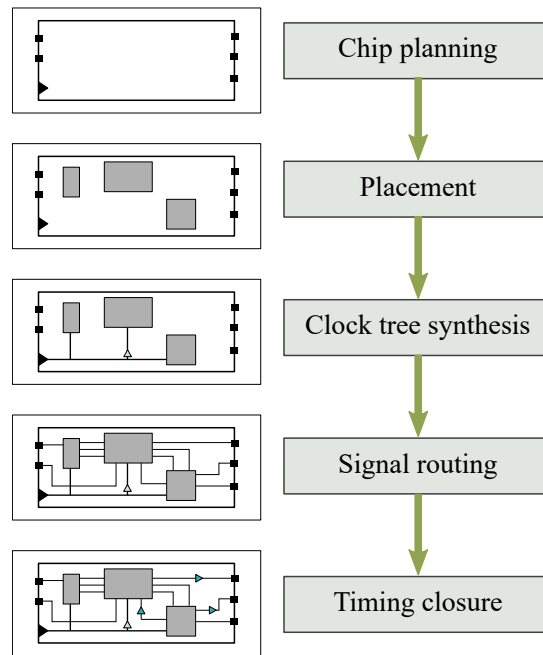 Chip planning
Placement
Clock tree synthesis
Signal routing
Timing closure